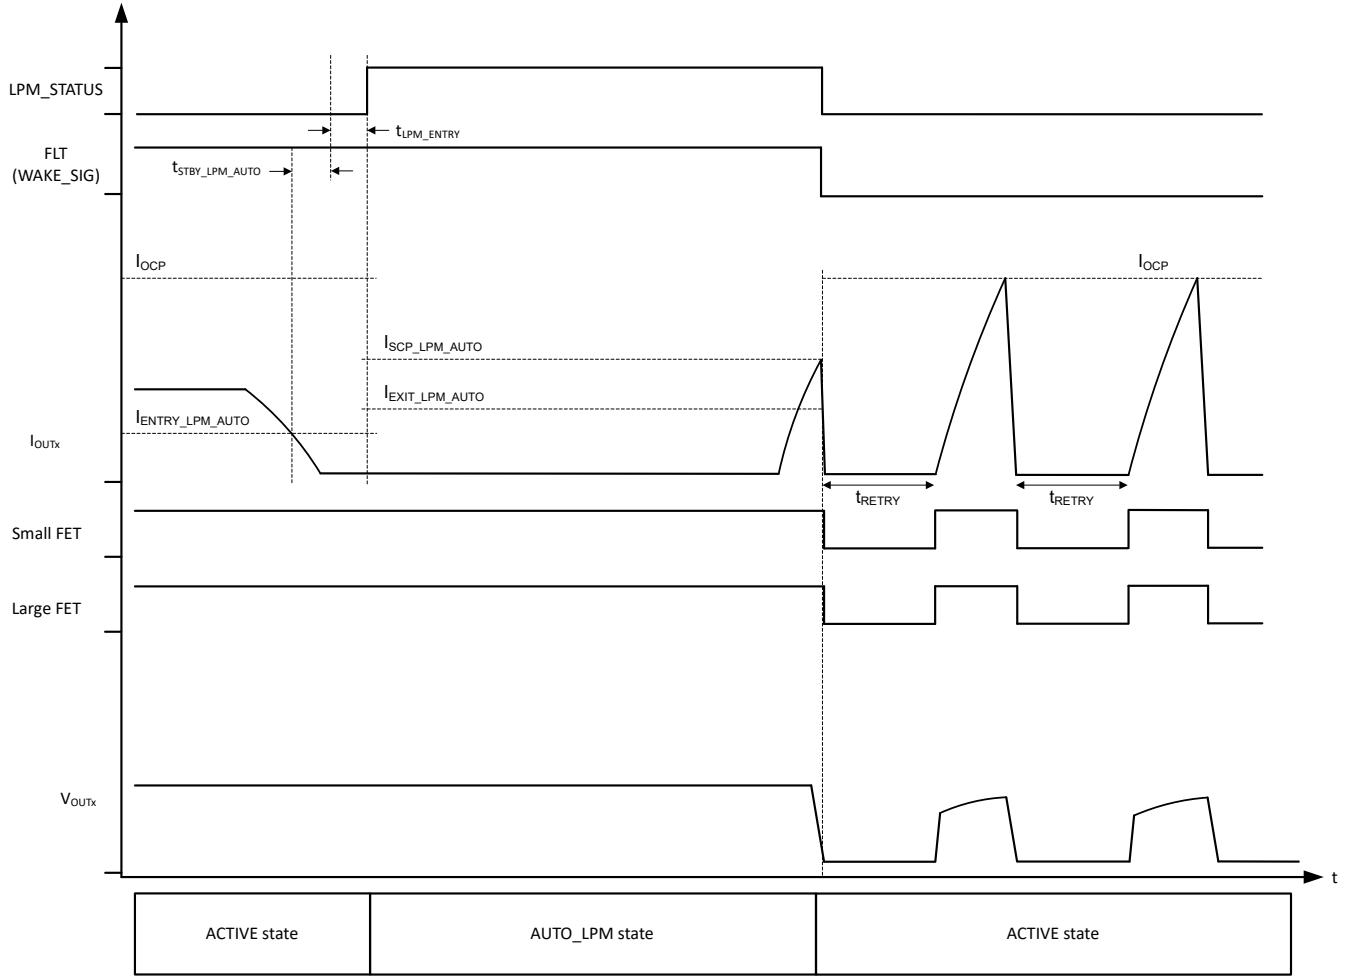 LPM_STATUS
tLPM_ENTRY
FLT
(WAKE_SIG)
tSTBY_LPM_AUTO
IOCP
IOCP
ISCP_LPM_AUTO
IEXIT_LPM_AUTO
IENTRY_LPM_AUTO
IOUTx
tRETRY
tRETRY
Small FET
Large FET
VOUTx
t
ACTIVE state
AUTO_LPM state
ACTIVE state